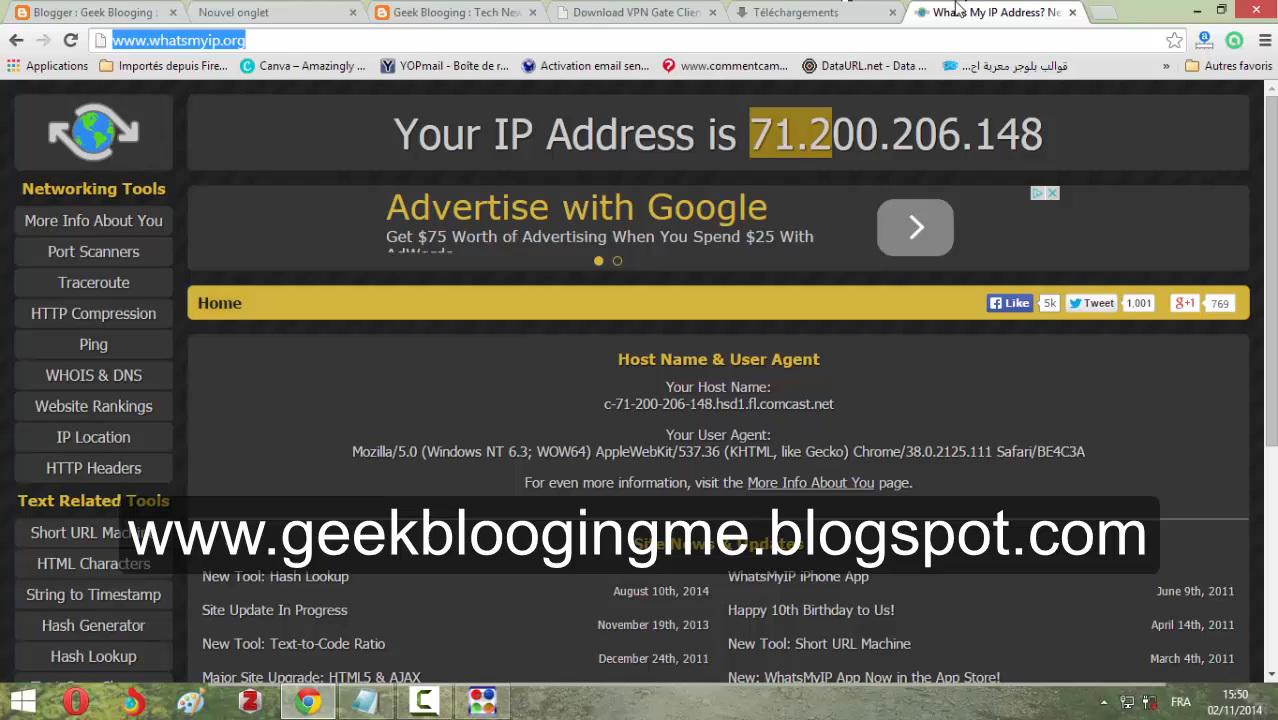 Blogger : Geek Blooging :
Nouvel onglet
Geek Blooging : Tech Nev
Download VPN Gate Clien
Téléchargements
What's My IP Address? Ne
www.whatsmyip.org
Applications
Importés depuis Fire...
Canva – Amazingly ...
YOPmail - Boîte de r...
Activation email sen...
www.commentcam...
DataURL.net - Data ...
قوالب بلوجر معربة اح...
»
Autres favoris
Your IP Address is 71.200.206.148
Networking Tools
More Info About You
Port Scanners
Traceroute
HTTP Compression
Ping
WHOIS & DNS
Website Rankings
IP Location
HTTP Headers
Text Related Tools
Short URL Machine
HTML Characters
String to Timestamp
Hash Generator
Hash Lookup
Advertise with Google
Get $75 Worth of Advertising When You Spend $25 With
AdWords
Home
Like 5k
Tweet 1,001
g+1 769
Host Name & User Agent
Your Host Name:
c-71-200-206-148.hsd1.fl.comcast.net
Your User Agent:
Mozilla/5.0 (Windows NT 6.3; WOW64) AppleWebKit/537.36 (KHTML, like Gecko) Chrome/38.0.2125.111 Safari/BE4C3A
For even more information, visit the More Info About You page.
Site News & Updates
www.geekbloogingme.blogspot.com
New Tool: Hash Lookup
August 10th, 2014
Site Update In Progress
November 19th, 2013
New Tool: Text-to-Code Ratio
December 24th, 2011
Major Site Upgrade: HTML5 & AJAX
WhatsMyIP iPhone App
June 9th, 2011
Happy 10th Birthday to Us!
April 14th, 2011
New Tool: Short URL Machine
March 4th, 2011
New: WhatsMyIP App Now in the App Store!
FRA
15:50
02/11/2014